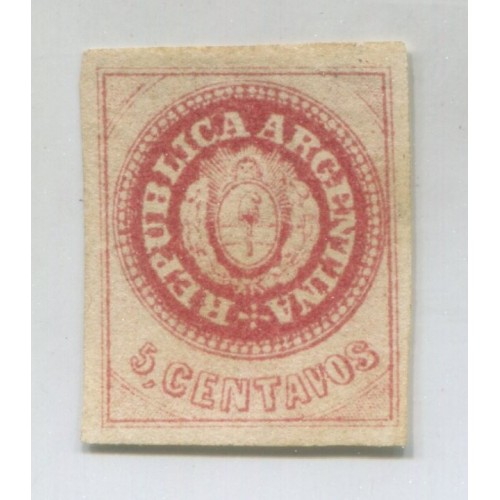 REPUBLICA ARGENTINA
5, CENTAVOS